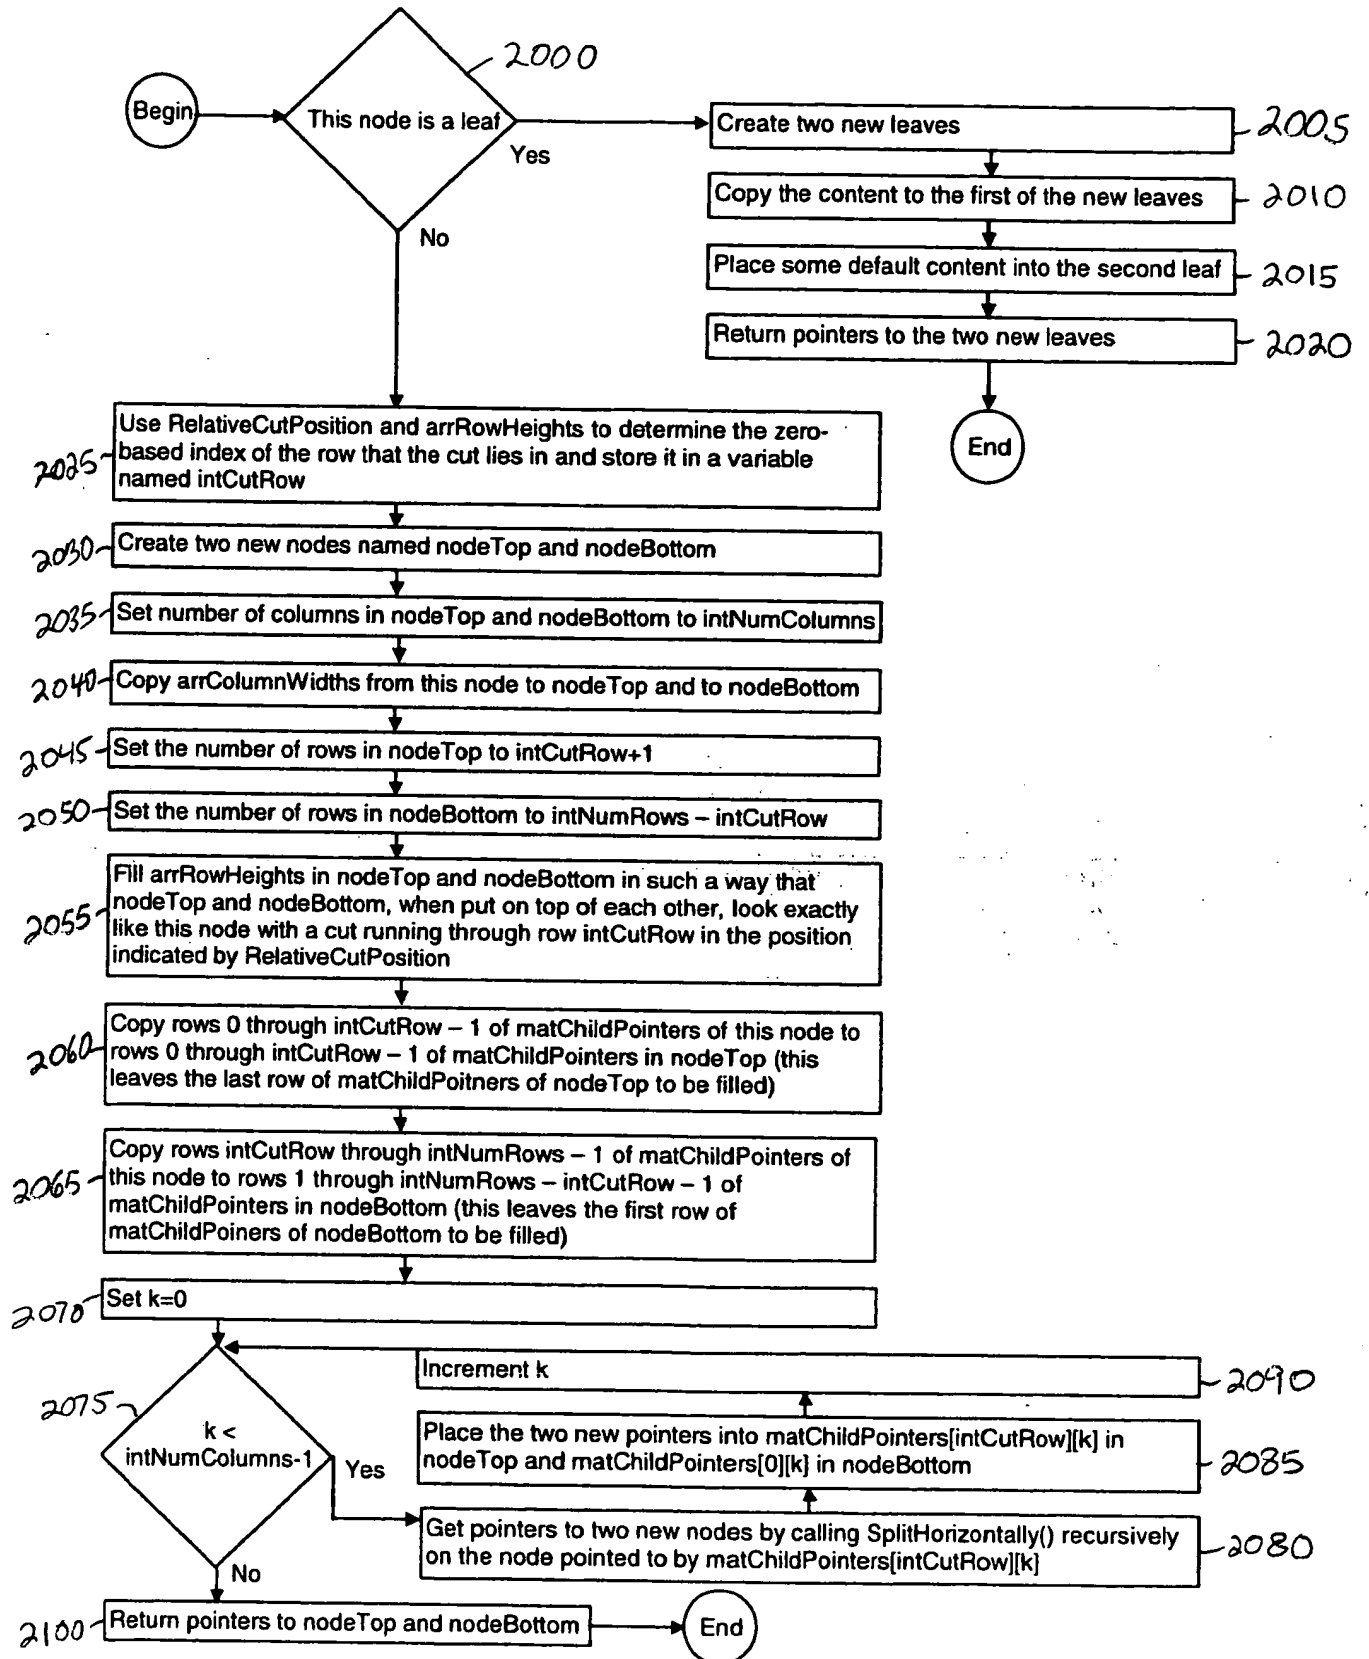 2000
Begin
This node is a leaf
Yes
No
Create two new leaves
2005
Copy the content to the first of the new leaves
2010
Place some default content into the second leaf
2015
Return pointers to the two new leaves
2020
End
2025
Use RelativeCutPosition and arrRowHeights to determine the zero-
based index of the row that the cut lies in and store it in a variable
named intCutRow
2030
Create two new nodes named nodeTop and nodeBottom
2035
Set number of columns in nodeTop and nodeBottom to intNumColumns
2040
Copy arrColumnWidths from this node to nodeTop and to nodeBottom
2045
Set the number of rows in nodeTop to intCutRow+1
2050
Set the number of rows in nodeBottom to intNumRows – intCutRow
2055
Fill arrRowHeights in nodeTop and nodeBottom in such a way that
nodeTop and nodeBottom, when put on top of each other, look exactly
like this node with a cut running through row intCutRow in the position
indicated by RelativeCutPosition
2060
Copy rows 0 through intCutRow – 1 of matChildPointers of this node to
rows 0 through intCutRow – 1 of matChildPointers in nodeTop (this
leaves the last row of matChildPoitners of nodeTop to be filled)
2065
Copy rows intCutRow through intNumRows – 1 of matChildPointers of
this node to rows 1 through intNumRows – intCutRow – 1 of
matChildPointers in nodeBottom (this leaves the first row of
matChildPoiners of nodeBottom to be filled)
2070
Set k=0
2075
k <
intNumColumns-1
Yes
No
Increment k
2090
Place the two new pointers into matChildPointers[intCutRow][k] in
nodeTop and matChildPointers[0][k] in nodeBottom
2085
Get pointers to two new nodes by calling SplitHorizontally() recursively
on the node pointed to by matChildPointers[intCutRow][k]
2080
2100
Return pointers to nodeTop and nodeBottom
End